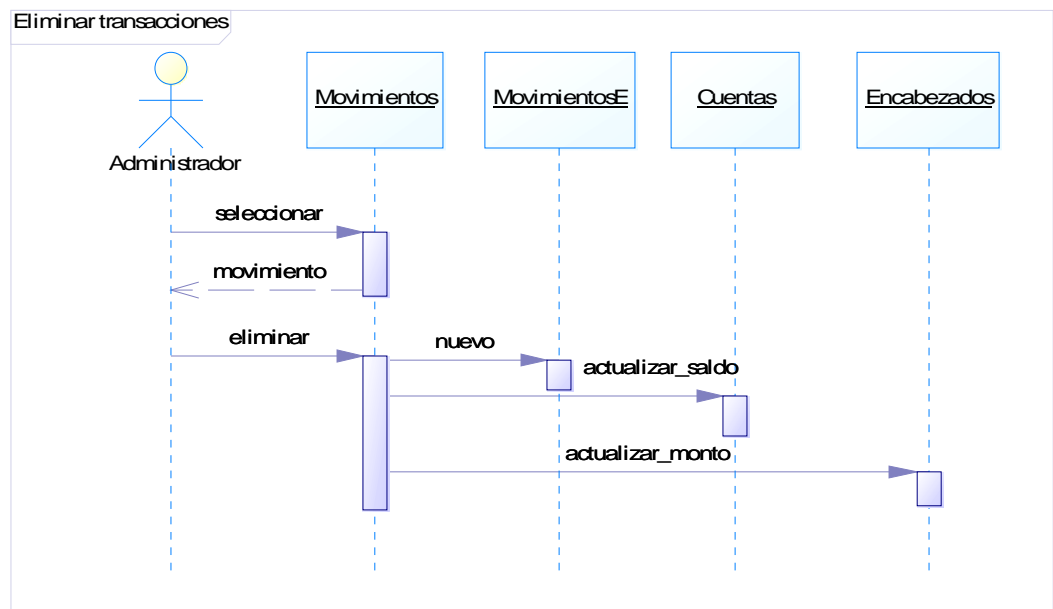 Eliminar transacciones
Movimientos
MovimientosE
Cuentas
Encabezados
Administrador
seleccionar
movimiento
eliminar
nuevo
actualizar_saldo
actualizar_monto